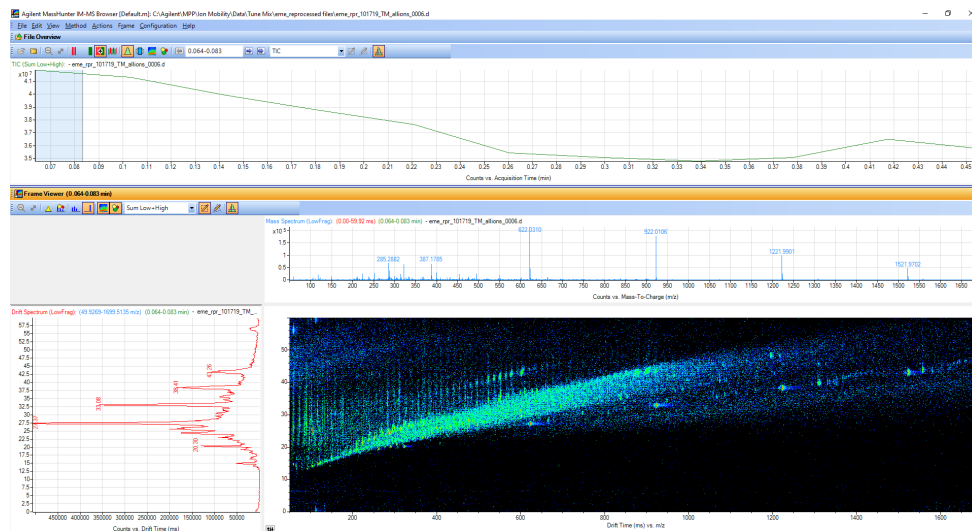 Agilent MassHunter IM-MS Browser [Default.m]: C:\Agilent\MPP\Ion Mobility\Data\Tune Mix\eme_reprocessed files\eme_rpr_101719_TM_allions_0006.d
File Edit View Method Actions Frame Configuration Help
File Overview
0.064-0.083 TIC
TIC (Sum Low+High): - eme_rpr_101719_TM_allions_0006.d
x10 7
4.1
4
3.9
3.8
3.7
3.6
3.5
0.07 0.08 0.09 0.1 0.11 0.12 0.13 0.14 0.15 0.16 0.17 0.18 0.19 0.2 0.21 0.22 0.23 0.24 0.25 0.26 0.27 0.28 0.29 0.3 0.31 0.32 0.33 0.34 0.35 0.36 0.37 0.38 0.39 0.4 0.41 0.42 0.43 0.44 0.45
Counts vs. Acquisition Time (min)
Frame Viewer (0.064-0.083 min)
Sum Low+High
Mass Spectrum (LowFrag): (0.00-59.92 ms) (0.064-0.083 min) - eme_rpr_101719_TM_allions_0006.d
x10 5
622.0310
922.0106
1221.9901
1521.9702
285.2882
387.1785
1.5
1
0.5
0
100 150 200 250 300 350 400 450 500 550 600 650 700 750 800 850 900 950 1000 1050 1100 1150 1200 1250 1300 1350 1400 1450 1500 1550 1600 1650
Counts vs. Mass-To-Charge (m/z)
Drift Spectrum (LowFrag): (49.9269-1699.5135 m/z) (0.064-0.083 min) - eme_rpr_101719_TM_...
57.5
55
52.5
50
47.5
45
42.5
40
37.5
35
32.5
30
27.5
25
22.5
20
17.5
15
12.5
10
7.5
5
2.5
0
43.26
38.41
33.08
20.30
450000 400000 350000 300000 250000 200000 150000 100000 50000
Counts vs. Drift Time (ms)
50
40
30
20
10
0
200 400 600 800 1000 1200 1400 1600
Drift Time (ms) vs. m/z